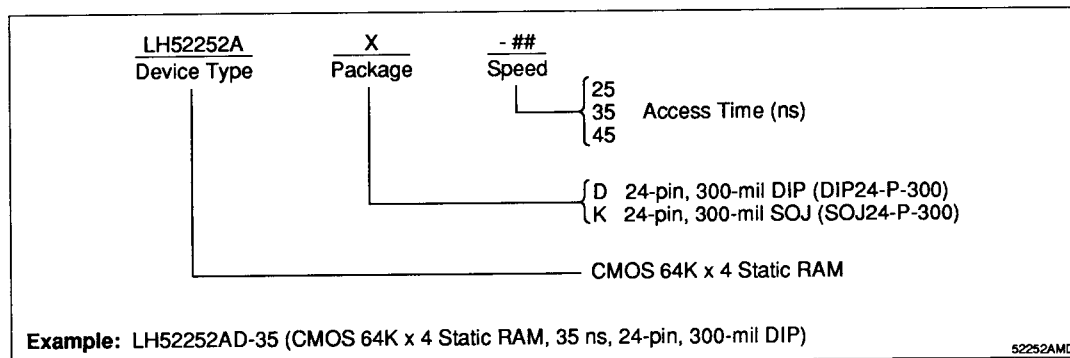 LH52252A X - ##
Device Type Package Speed
25
35 Access Time (ns)
45
D 24-pin, 300-mil DIP (DIP24-P-300)
K 24-pin, 300-mil SOJ (SOJ24-P-300)
CMOS 64K x 4 Static RAM
Example: LH52252AD-35 (CMOS 64K x 4 Static RAM, 35 ns, 24-pin, 300-mil DIP)
52252AMD